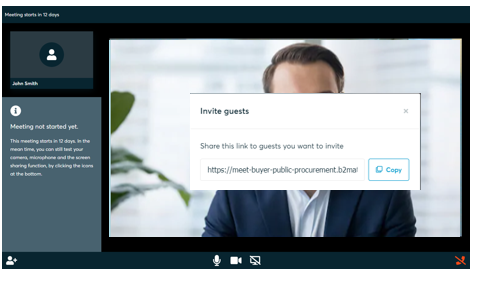 Meeting starts in 12 days
John Smith
Meeting not started yet.
This meeting starts in 12 days. In the
mean time, you can still test your
camera, microphone and the screen
sharing function, by clicking the icons
at the bottom.
Invite guests
Share this link to guests you want to invite
https://meet-buyer-public-procurement.b2mat
Copy